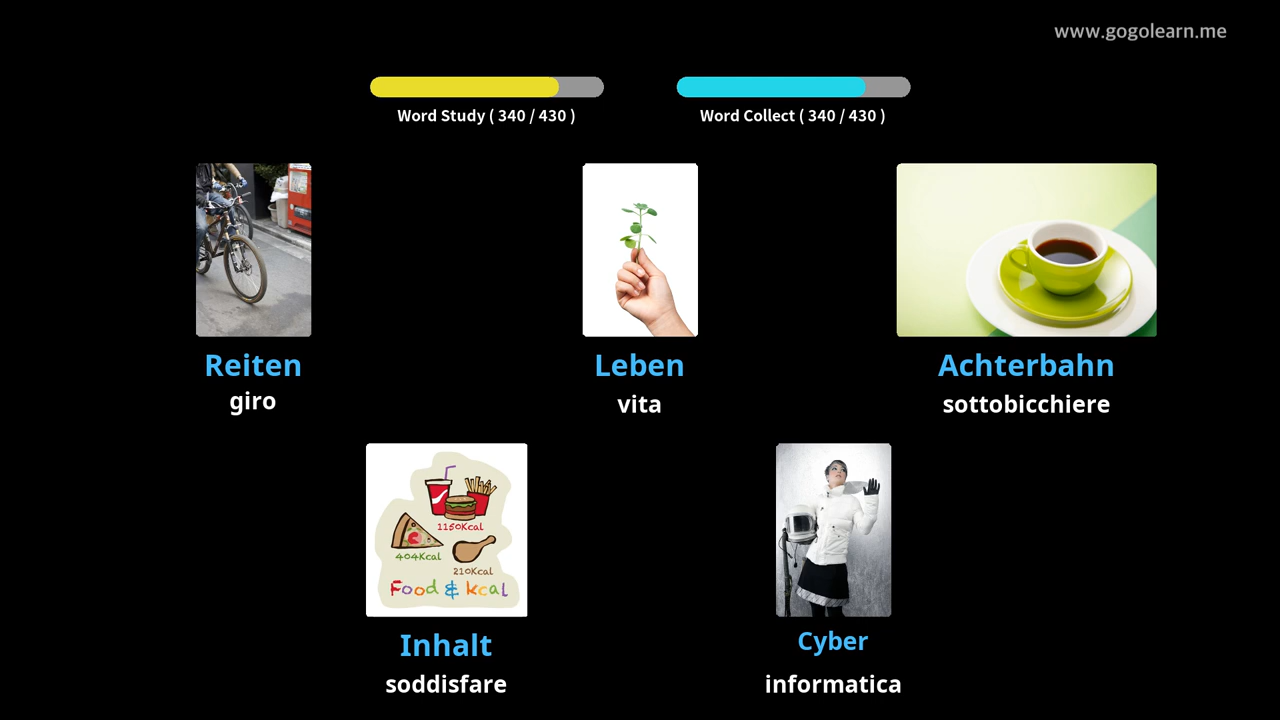 www.gogolearn.me
Word Study ( 340 / 430 )
Word Collect ( 340 / 430 )
Reiten
giro
Leben
vita
Achterbahn
sottobicchiere
1150Kcal
404Kcal
210Kcal
Food & kcal
Inhalt
soddisfare
Cyber
informatica